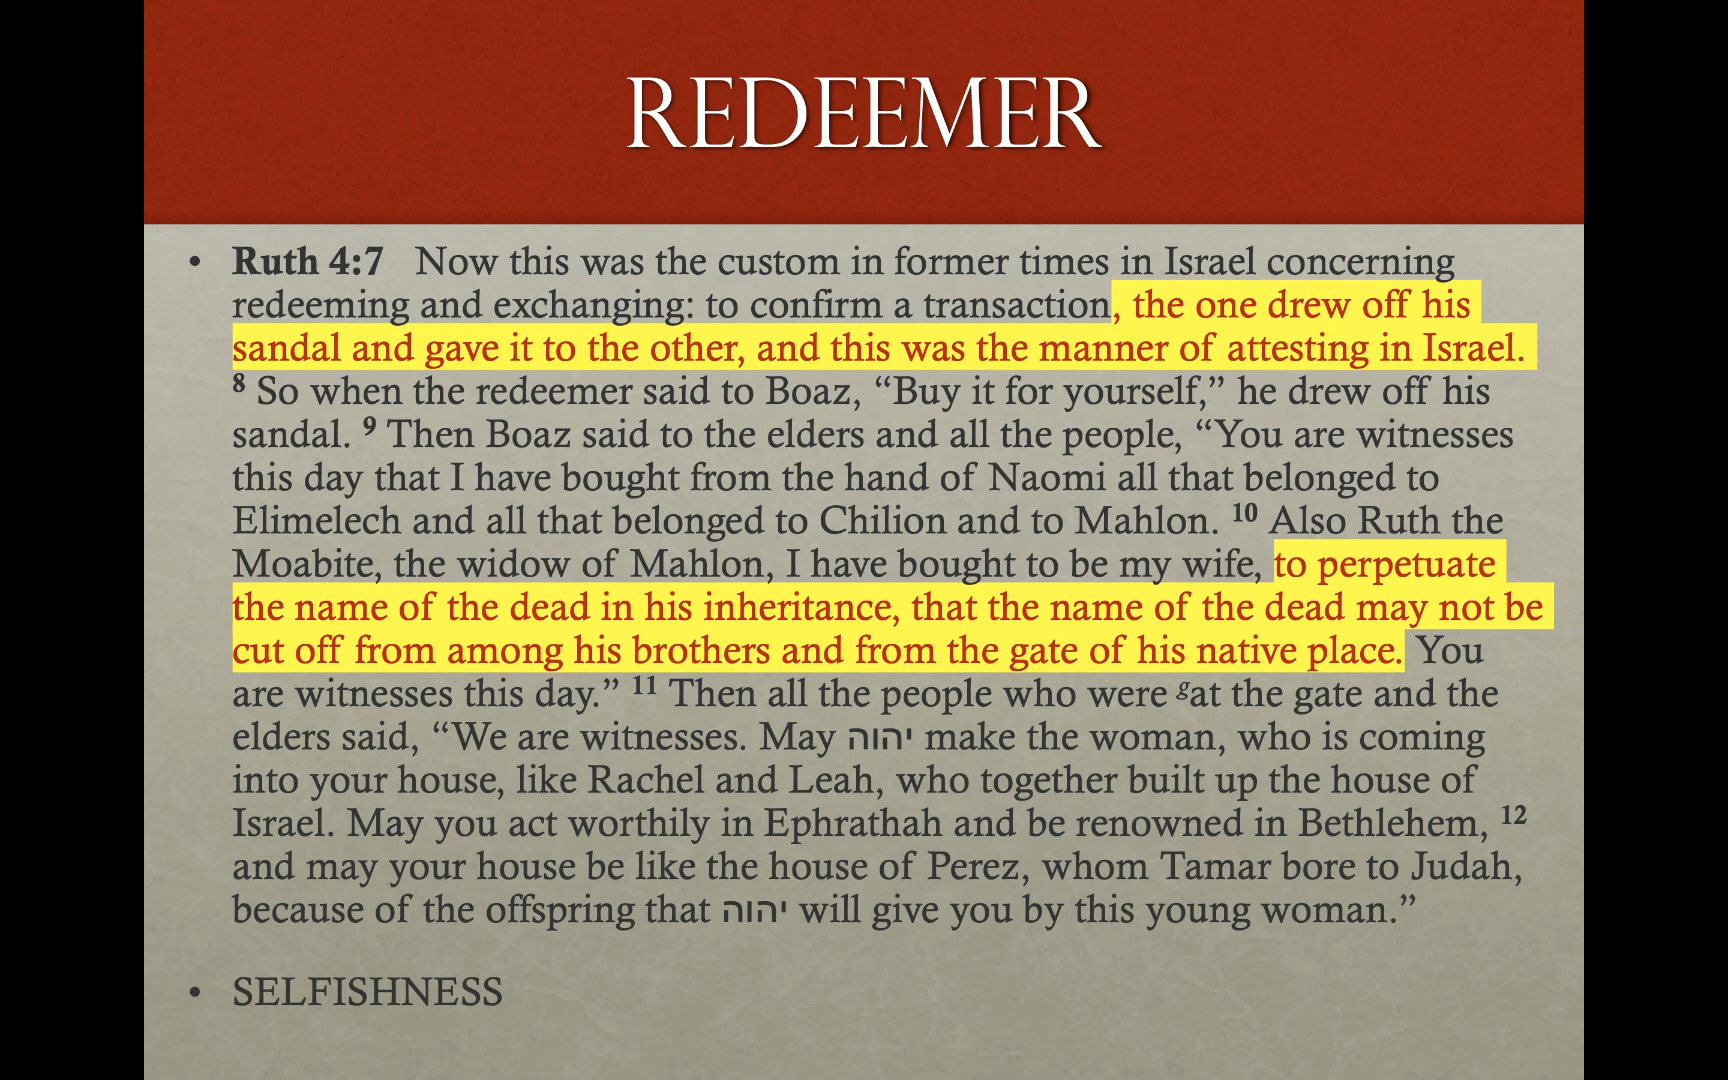 REDEEMER
• Ruth 4:7 Now this was the custom in former times in Israel concerning
redeeming and exchanging: to confirm a transaction, the one drew off his
sandal and gave it to the other, and this was the manner of attesting in Israel.
8 So when the redeemer said to Boaz, “Buy it for yourself,” he drew off his
sandal. 9 Then Boaz said to the elders and all the people, “You are witnesses
this day that I have bought from the hand of Naomi all that belonged to
Elimelech and all that belonged to Chilion and to Mahlon. 10 Also Ruth the
Moabite, the widow of Mahlon, I have bought to be my wife, to perpetuate
the name of the dead in his inheritance, that the name of the dead may not be
cut off from among his brothers and from the gate of his native place. You
are witnesses this day.” 11 Then all the people who were gat the gate and the
elders said, “We are witnesses. May יהוה make the woman, who is coming
into your house, like Rachel and Leah, who together built up the house of
Israel. May you act worthily in Ephrathah and be renowned in Bethlehem, 12
and may your house be like the house of Perez, whom Tamar bore to Judah,
because of the offspring that יהוה will give you by this young woman.”
• SELFISHNESS